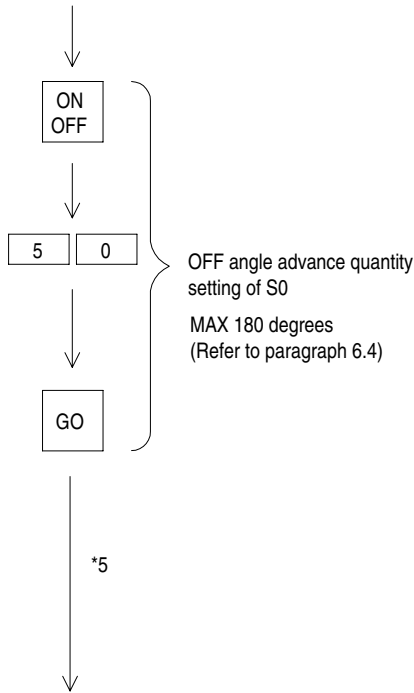 ON
OFF
5 0
OFF angle advance quantity
setting of S0
MAX 180 degrees
(Refer to paragraph 6.4)
GO
*5